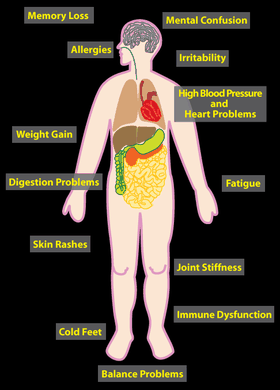 Memory Loss
Mental Confusion
Allergies
Irritability
High Blood Pressure
and
Heart Problems
Weight Gain
Digestion Problems
Fatigue
Skin Rashes
Joint Stiffness
Immune Dysfunction
Cold Feet
Balance Problems